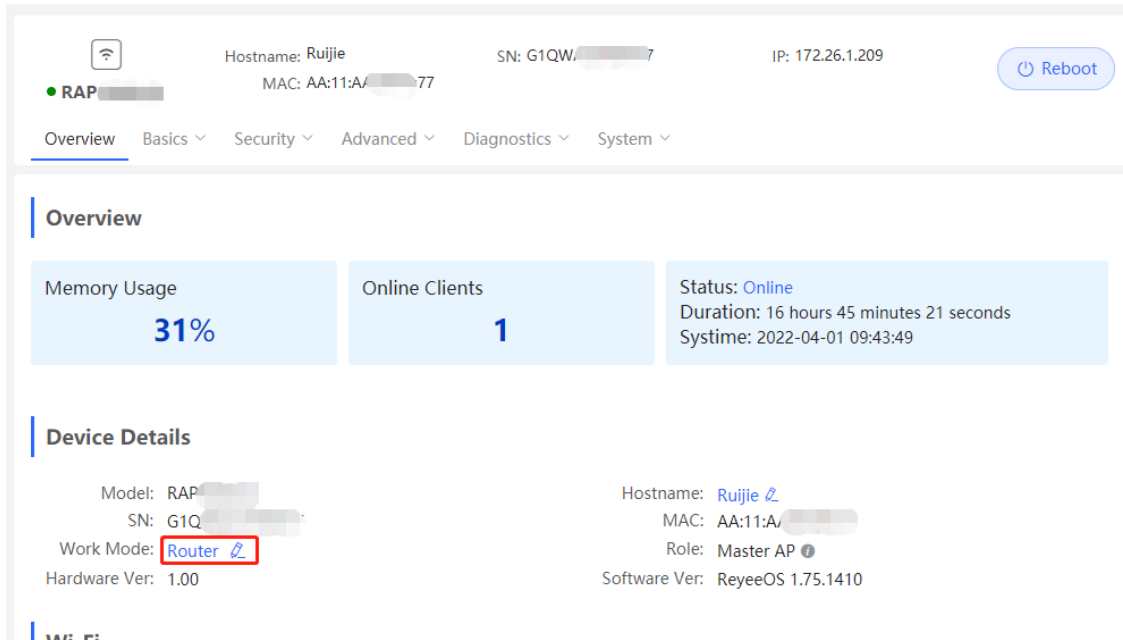 Hostname: Ruijie SN: G1QW 7 IP: 172.26.1.209
Reboot
RAP MAC: AA:11:A 77
Overview Basics Security Advanced Diagnostics System
Overview
Memory Usage Online Clients Status: Online
31% 1 Duration: 16 hours 45 minutes 21 seconds
Systime: 2022-04-01 09:43:49
Device Details
Model: RAP Hostname: Ruijie
SN: G1Q MAC: AA:11:A
Work Mode: Router Role: Master AP
Hardware Ver: 1.00 Software Ver: ReyeeOS 1.75.1410
Wi-Fi